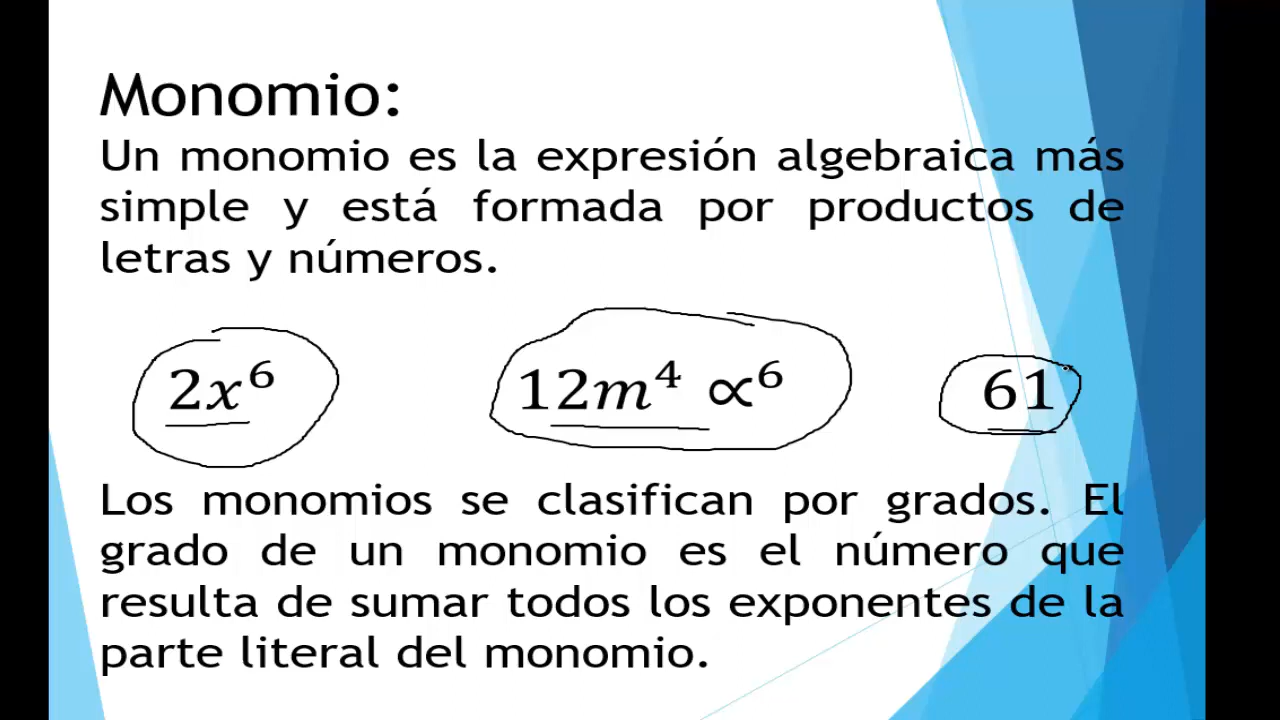 Monomio:
Un monomio es la expresión algebraica más
simple y está formada por productos de
letras y números.
2x⁶ 12m⁴ ∝⁶ 61
Los monomios se clasifican por grados. El
grado de un monomio es el número que
resulta de sumar todos los exponentes de la
parte literal del monomio.